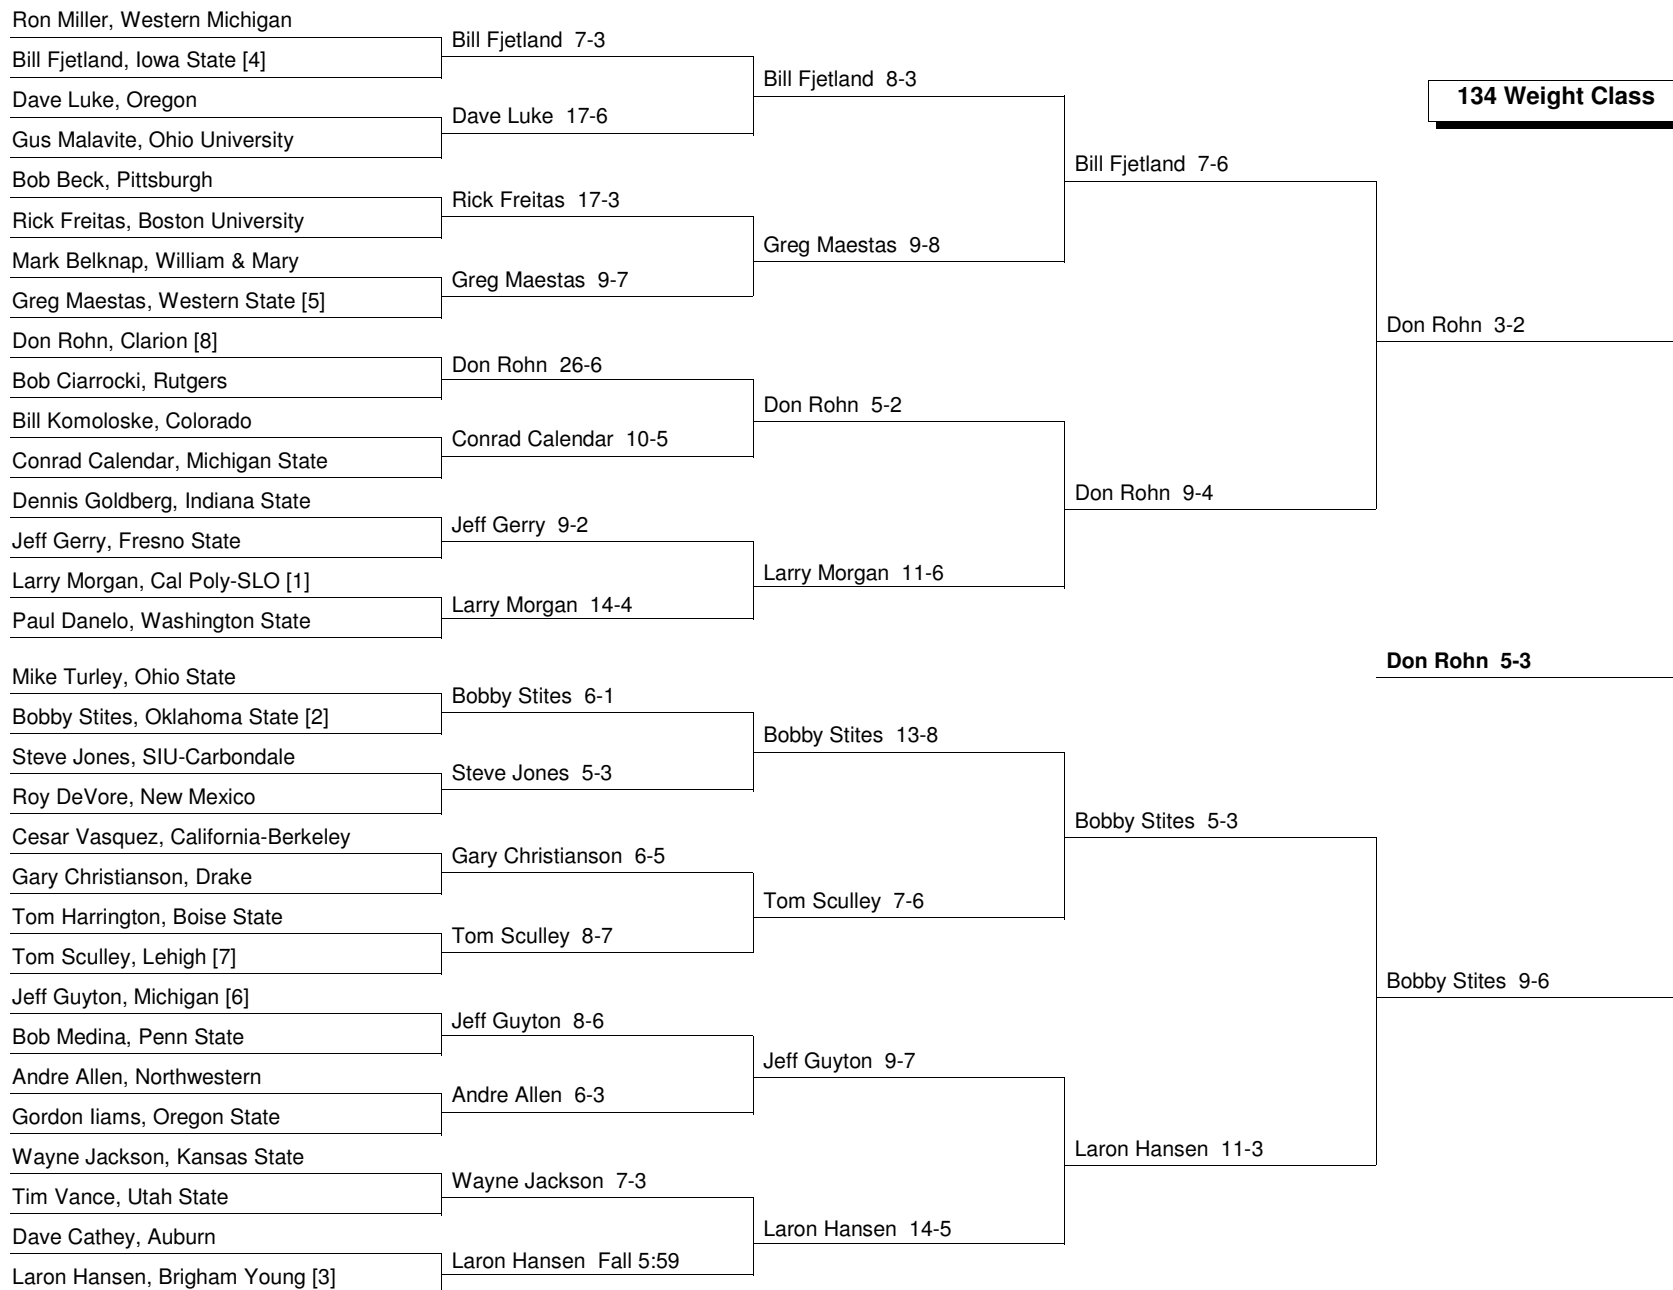 Ron Miller, Western Michigan
Bill Fjetland, Iowa State [4]
Dave Luke, Oregon
Gus Malavite, Ohio University
Bob Beck, Pittsburgh
Rick Freitas, Boston University
Mark Belknap, William & Mary
Greg Maestas, Western State [5]
Don Rohn, Clarion [8]
Bob Ciarrocki, Rutgers
Bill Komoloske, Colorado
Conrad Calendar, Michigan State
Dennis Goldberg, Indiana State
Jeff Gerry, Fresno State
Larry Morgan, Cal Poly-SLO [1]
Paul Danelo, Washington State
Mike Turley, Ohio State
Bobby Stites, Oklahoma State [2]
Steve Jones, SIU-Carbondale
Roy DeVore, New Mexico
Cesar Vasquez, California-Berkeley
Gary Christianson, Drake
Tom Harrington, Boise State
Tom Sculley, Lehigh [7]
Jeff Guyton, Michigan [6]
Bob Medina, Penn State
Andre Allen, Northwestern
Gordon Iiams, Oregon State
Wayne Jackson, Kansas State
Tim Vance, Utah State
Dave Cathey, Auburn
Laron Hansen, Brigham Young [3]
Bill Fjetland 7-3
Dave Luke 17-6
Rick Freitas 17-3
Greg Maestas 9-7
Don Rohn 26-6
Conrad Calendar 10-5
Jeff Gerry 9-2
Larry Morgan 14-4
Bobby Stites 6-1
Steve Jones 5-3
Gary Christianson 6-5
Tom Sculley 8-7
Jeff Guyton 8-6
Andre Allen 6-3
Wayne Jackson 7-3
Laron Hansen Fall 5:59
Bill Fjetland 8-3
Greg Maestas 9-8
Don Rohn 5-2
Larry Morgan 11-6
Bobby Stites 13-8
Tom Sculley 7-6
Jeff Guyton 9-7
Laron Hansen 14-5
Bill Fjetland 7-6
Don Rohn 9-4
Bobby Stites 5-3
Laron Hansen 11-3
134 Weight Class
Don Rohn 3-2
Don Rohn 5-3
Bobby Stites 9-6